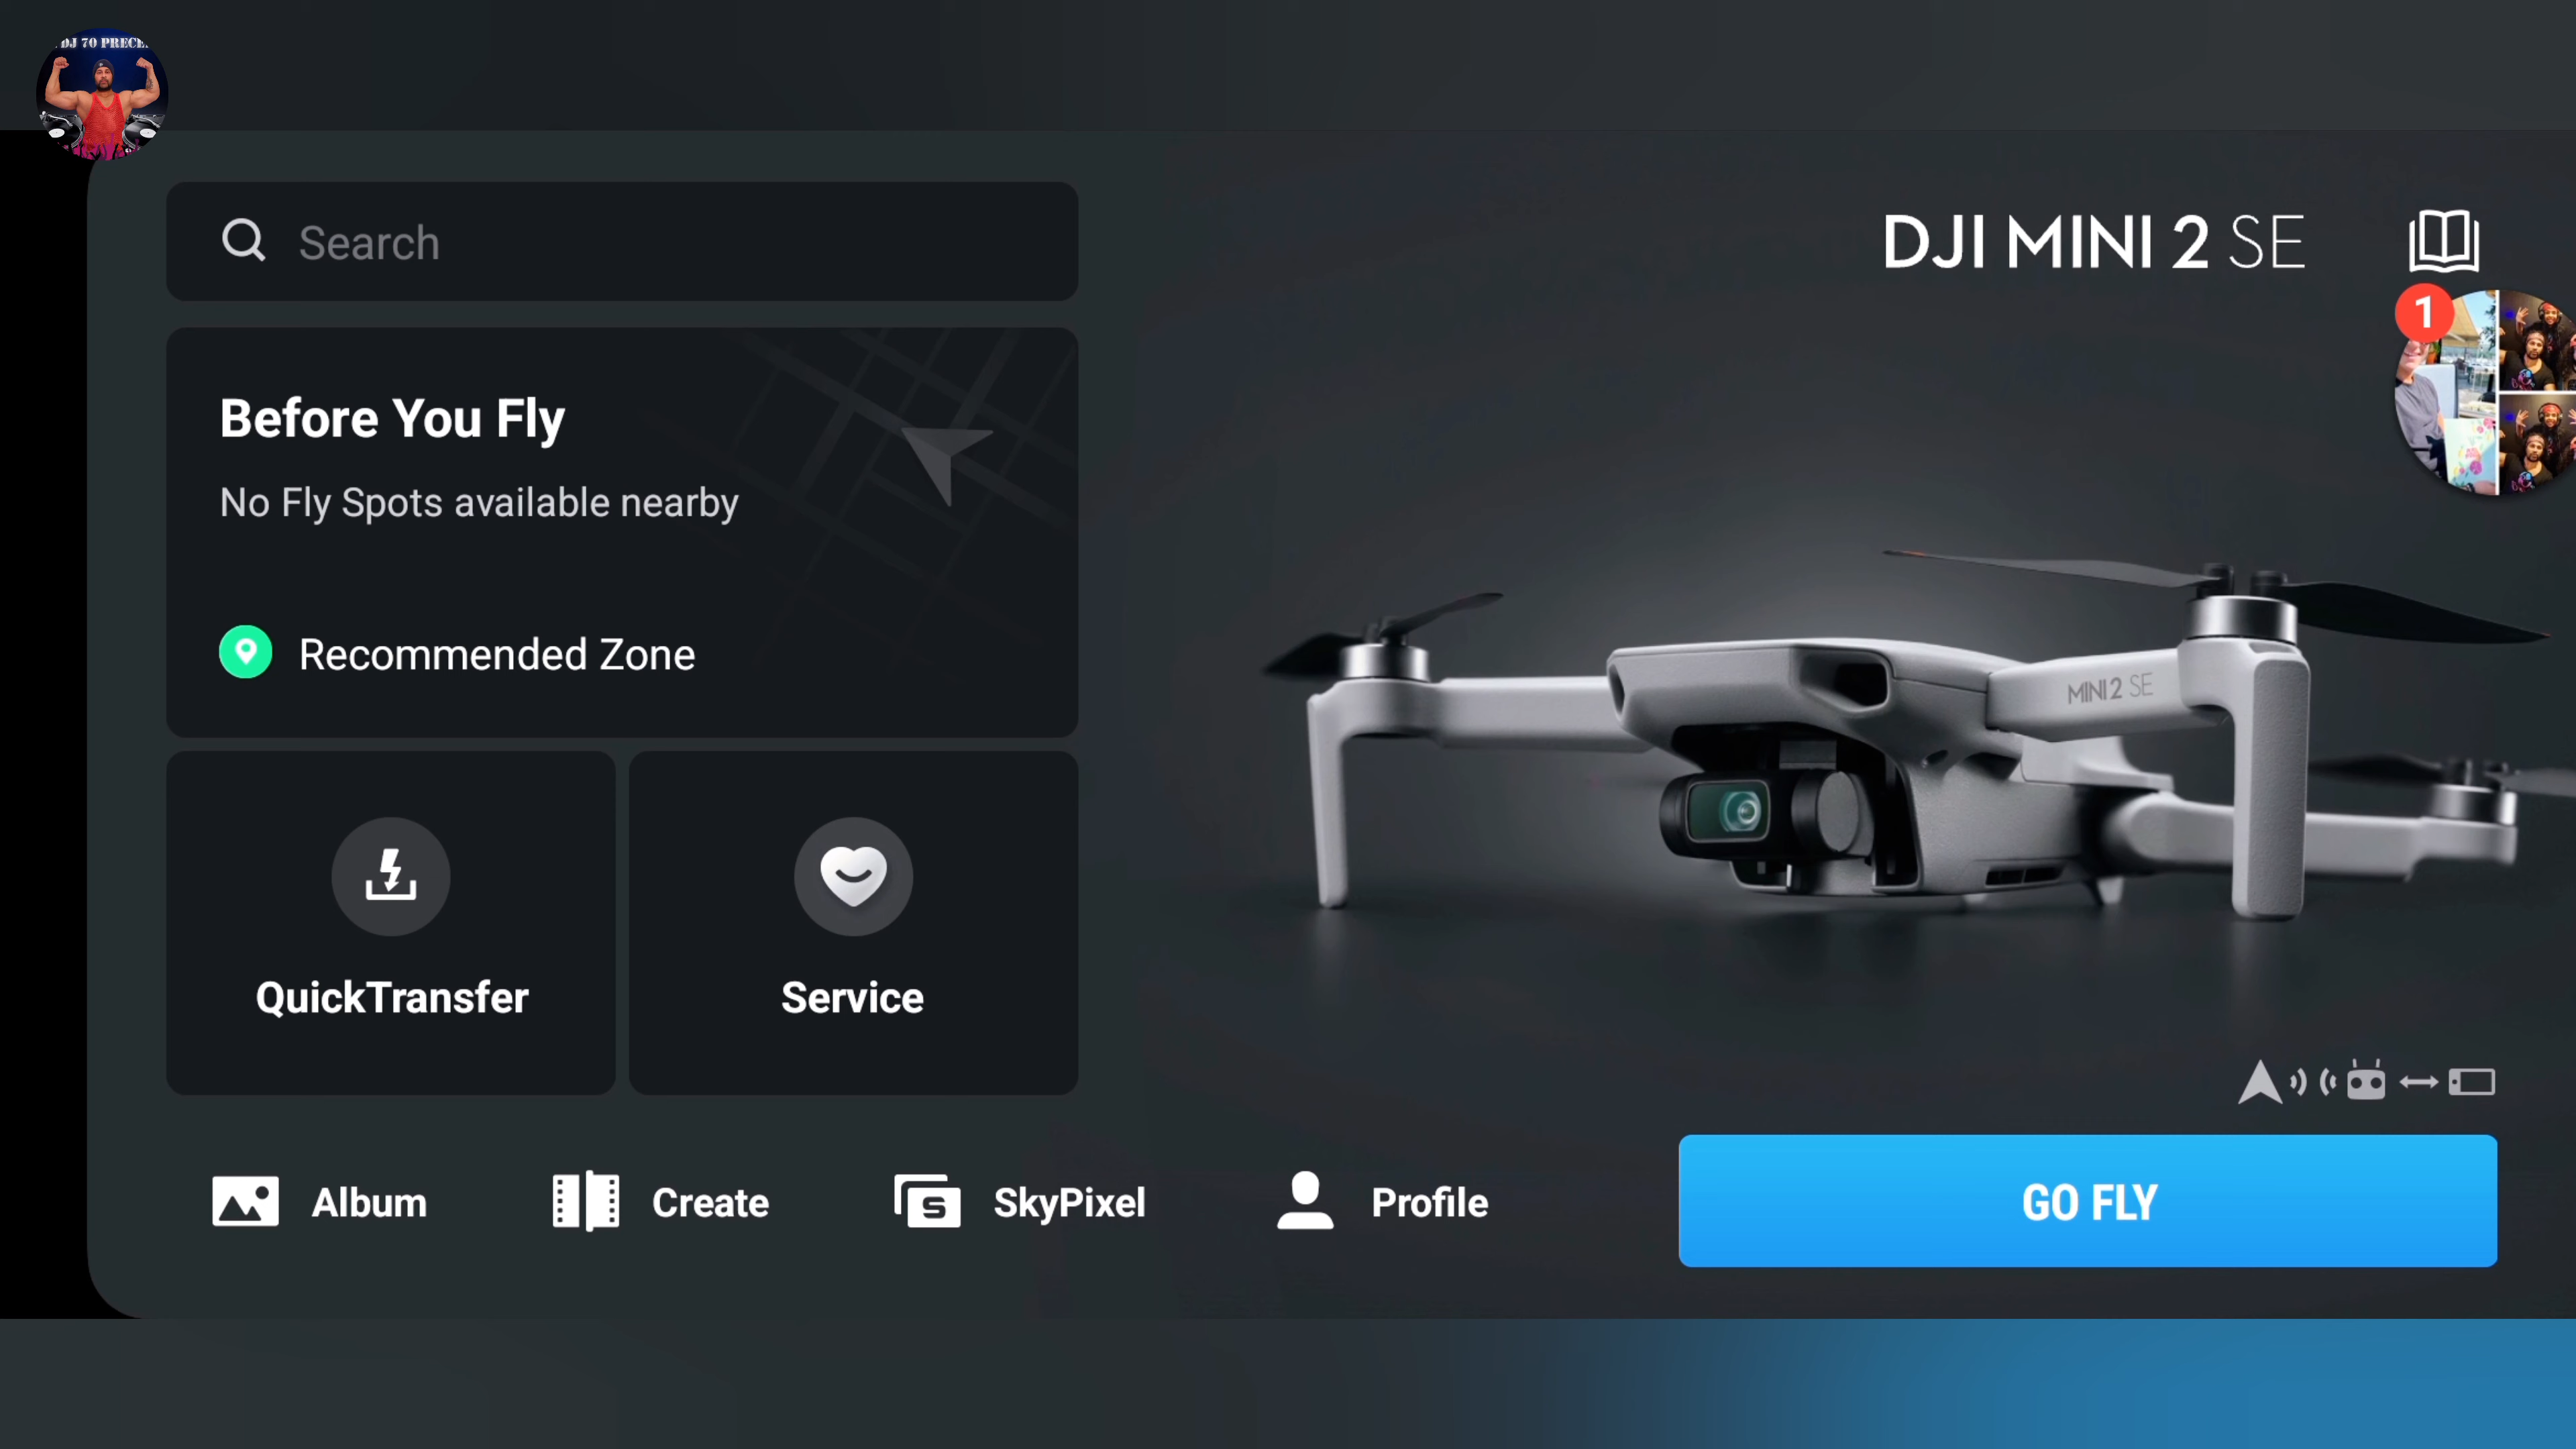 DJ 70 PRECE
Search
DJI MINI 2 SE
1
Before You Fly
No Fly Spots available nearby
Recommended Zone
MINI 2 SE
QuickTransfer
Service
Album
Create
SkyPixel
Profile
GO FLY